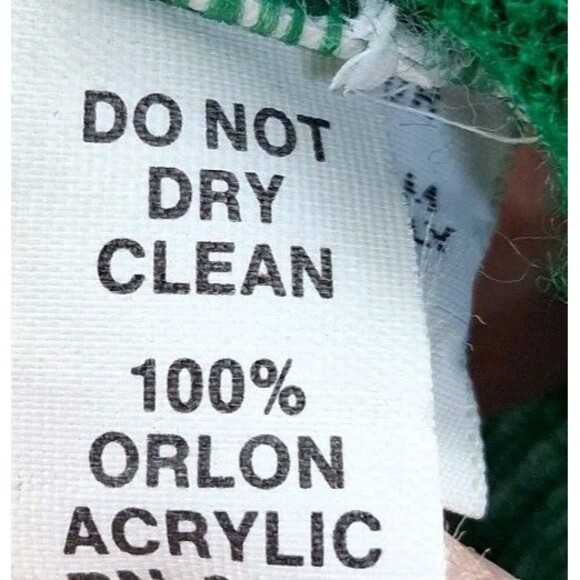 DO NOT
DRY
CLEAN
100%
ORLON
ACRYLIC